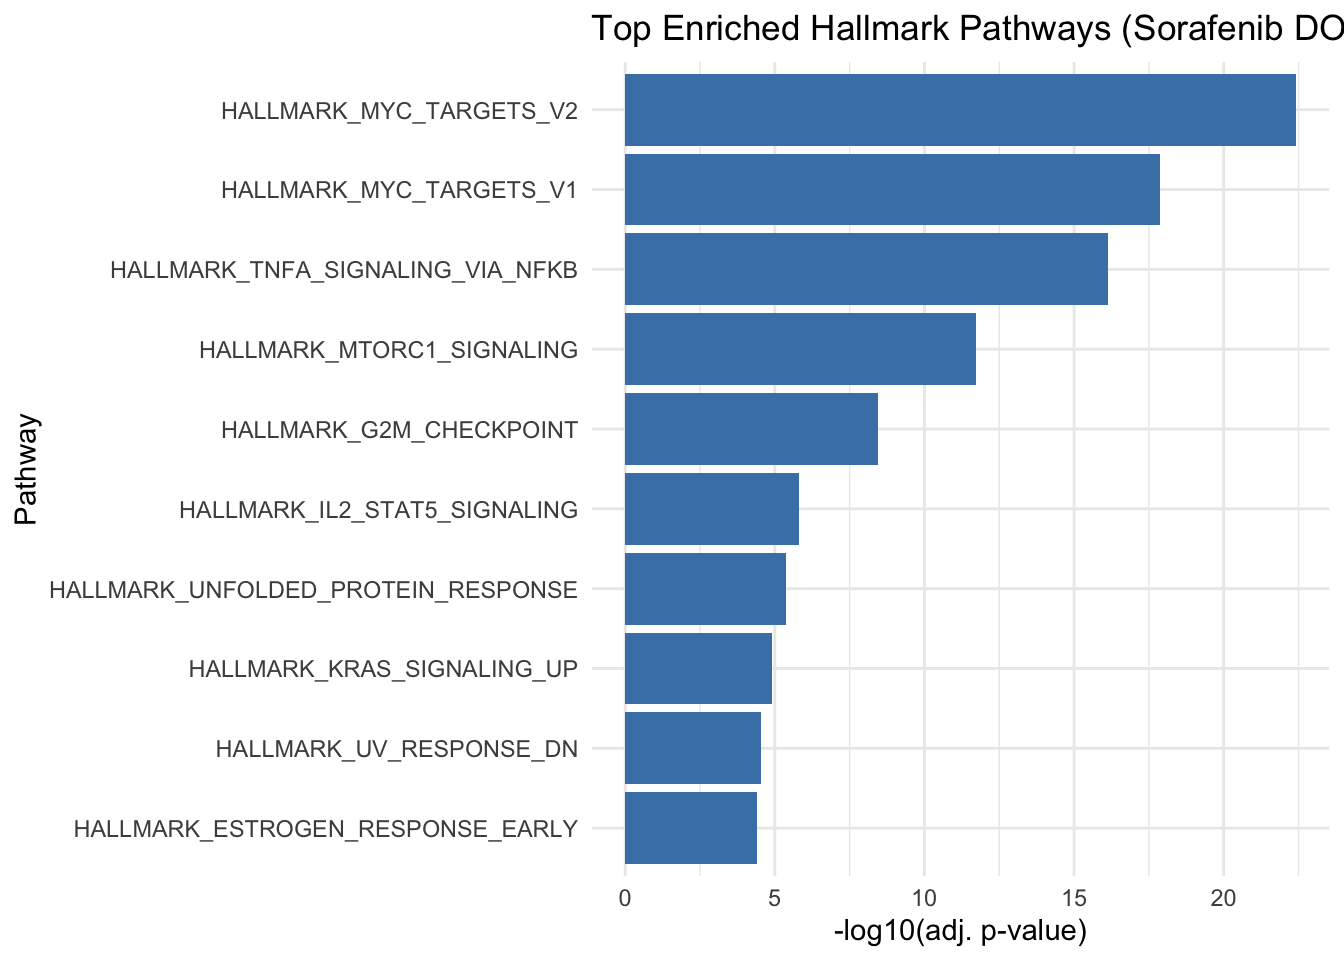 Top Enriched Hallmark Pathways (Sorafenib DO
HALLMARK_MYC_TARGETS_V2
HALLMARK_MYC_TARGETS_V1
HALLMARK_TNFA_SIGNALING_VIA_NFKB
HALLMARK_MTORC1_SIGNALING
HALLMARK_G2M_CHECKPOINT
HALLMARK_IL2_STAT5_SIGNALING
HALLMARK_UNFOLDED_PROTEIN_RESPONSE
HALLMARK_KRAS_SIGNALING_UP
HALLMARK_UV_RESPONSE_DN
HALLMARK_ESTROGEN_RESPONSE_EARLY
Pathway
0 5 10 15 20
-log10(adj. p-value)